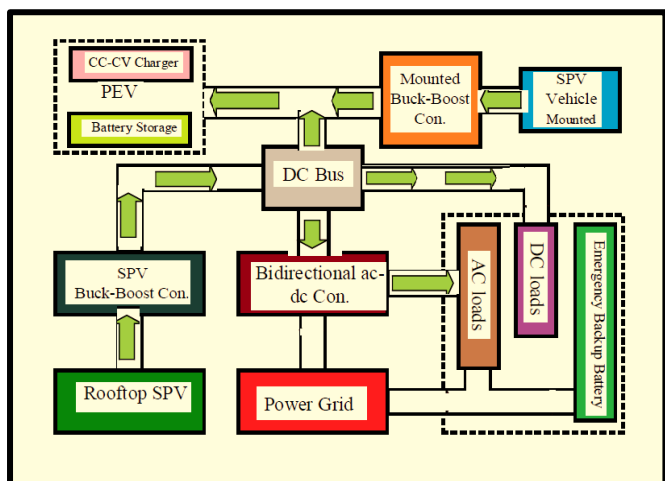 CC-CV Charger
PEV
Battery Storage
Mounted
Buck-Boost
Con.
SPV
Vehicle
Mounted
DC Bus
SPV
Buck-Boost Con.
Bidirectional ac-
dc Con.
AC loads
DC loads
Emergency Backup Battery
Rooftop SPV
Power Grid